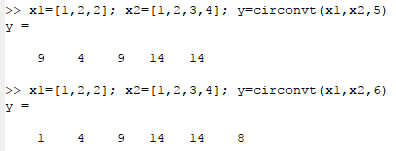 >> x1=[1,2,2]; x2=[1,2,3,4]; y=circonvt(x1,x2,5)
y =
9 4 9 14 14
>> x1=[1,2,2]; x2=[1,2,3,4]; y=circonvt(x1,x2,6)
y =
1 4 9 14 14 8